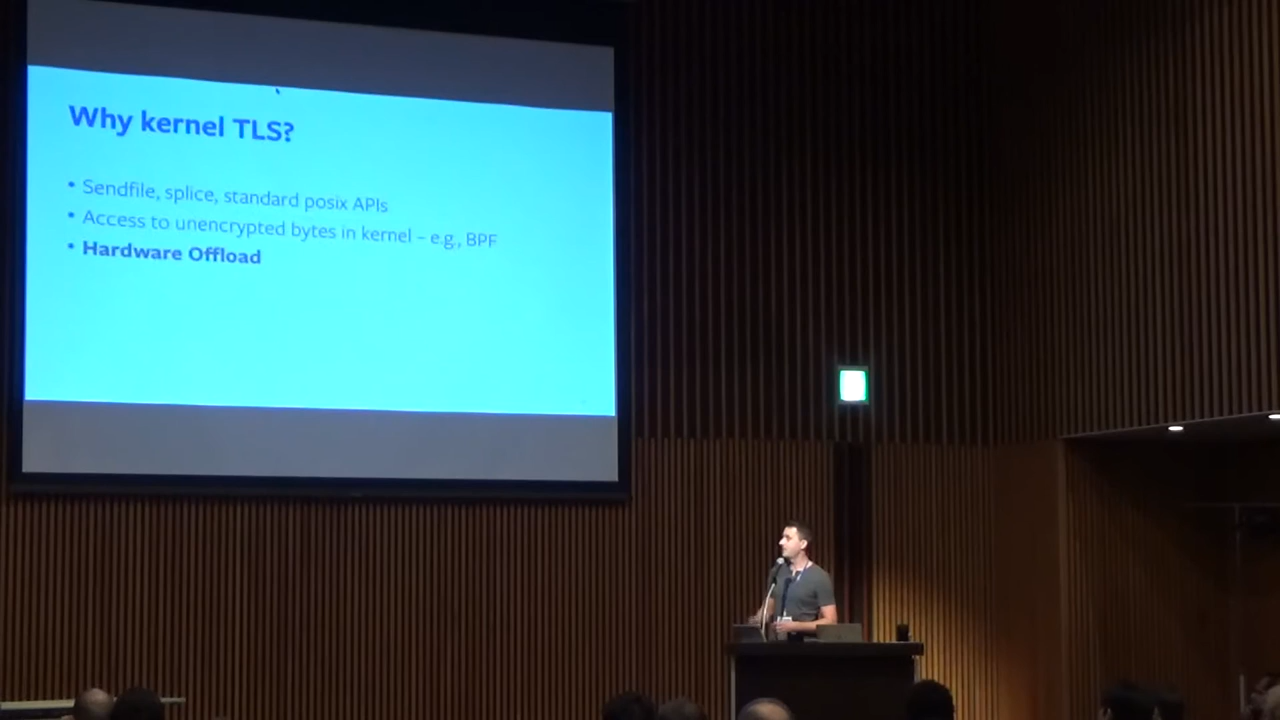 Why kernel TLS?
• Sendfile, splice, standard posix APIs
• Access to unencrypted bytes in kernel – e.g., BPF
• Hardware Offload